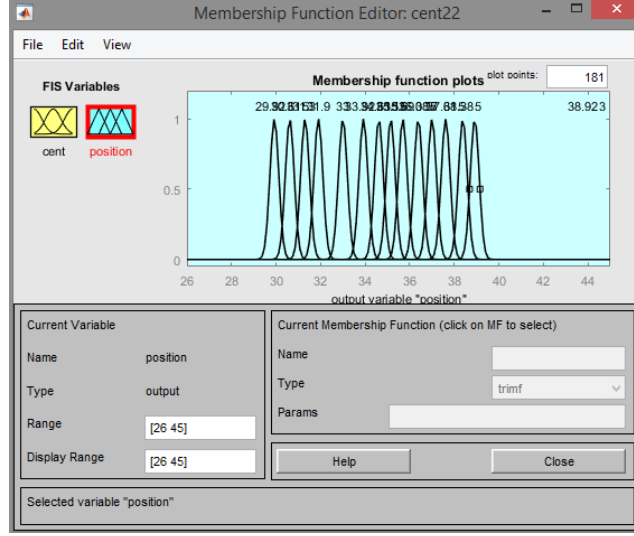 Membership Function Editor: cent22
File Edit View
FIS Variables
Membership function plots
plot points:
181
38.923
cent
position
1
0.5
0
26 28 30 32 34 36 38 40 42 44
output variable "position"
Current Variable
Name position
Type output
Range [26 45]
Display Range [26 45]
Current Membership Function (click on MF to select)
Name
Type trimf
Params
Help Close
Selected variable "position"